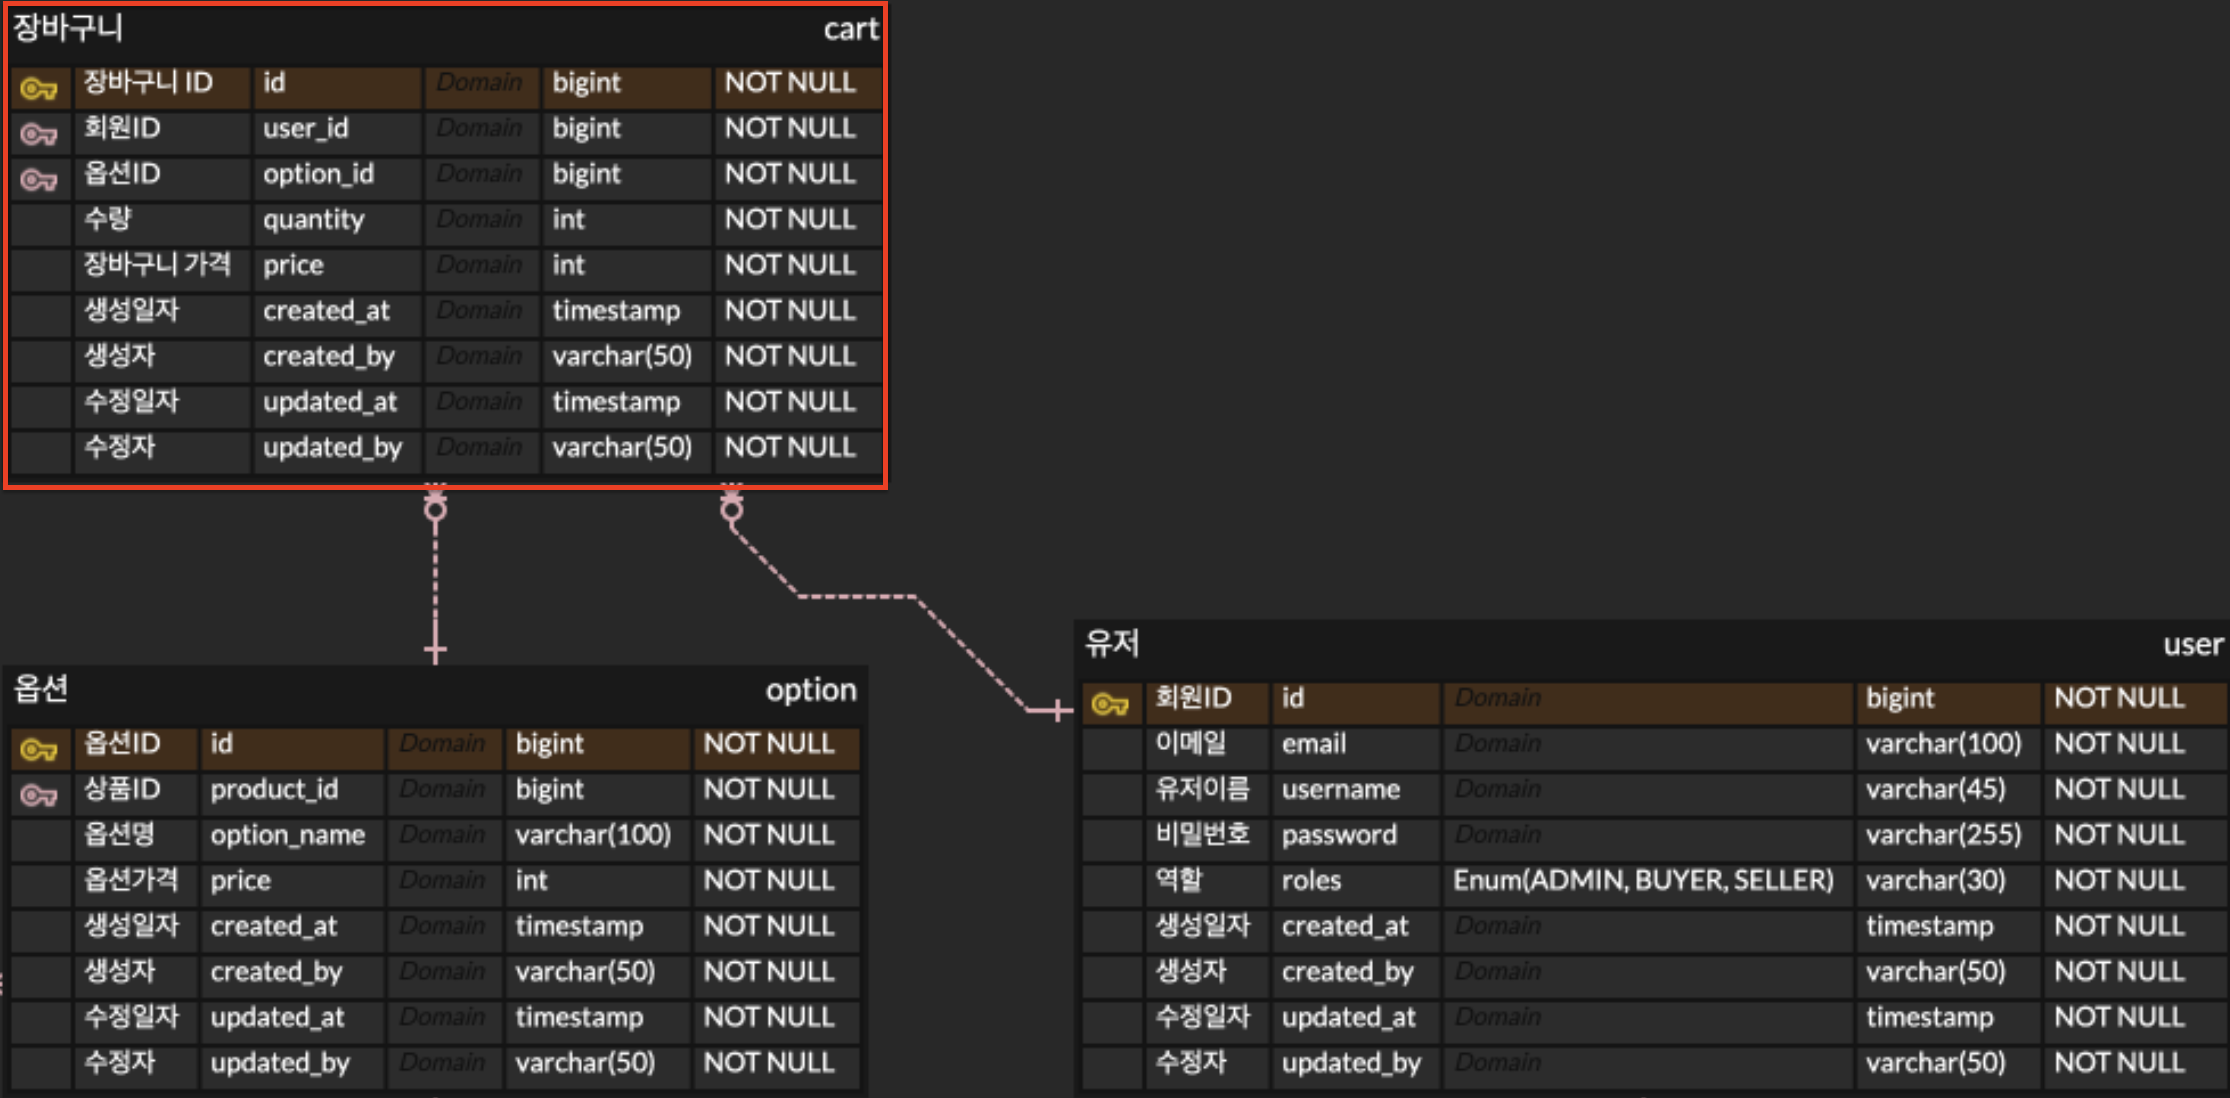 장바구니 cart
장바구니 ID id Domain bigint NOT NULL
회원ID user_id Domain bigint NOT NULL
옵션ID option_id Domain bigint NOT NULL
수량 quantity Domain int NOT NULL
장바구니 가격 price Domain int NOT NULL
생성일자 created_at Domain timestamp NOT NULL
생성자 created_by Domain varchar(50) NOT NULL
수정일자 updated_at Domain timestamp NOT NULL
수정자 updated_by Domain varchar(50) NOT NULL
옵션 option
옵션ID id Domain bigint NOT NULL
상품ID product_id Domain bigint NOT NULL
옵션명 option_name Domain varchar(100) NOT NULL
옵션가격 price Domain int NOT NULL
생성일자 created_at Domain timestamp NOT NULL
생성자 created_by Domain varchar(50) NOT NULL
수정일자 updated_at Domain timestamp NOT NULL
수정자 updated_by Domain varchar(50) NOT NULL
유저 user
회원ID id Domain bigint NOT NULL
이메일 email Domain varchar(100) NOT NULL
유저이름 username Domain varchar(45) NOT NULL
비밀번호 password Domain varchar(255) NOT NULL
역할 roles Enum(ADMIN, BUYER, SELLER) varchar(30) NOT NULL
생성일자 created_at Domain timestamp NOT NULL
생성자 created_by Domain varchar(50) NOT NULL
수정일자 updated_at Domain timestamp NOT NULL
수정자 updated_by Domain varchar(50) NOT NULL